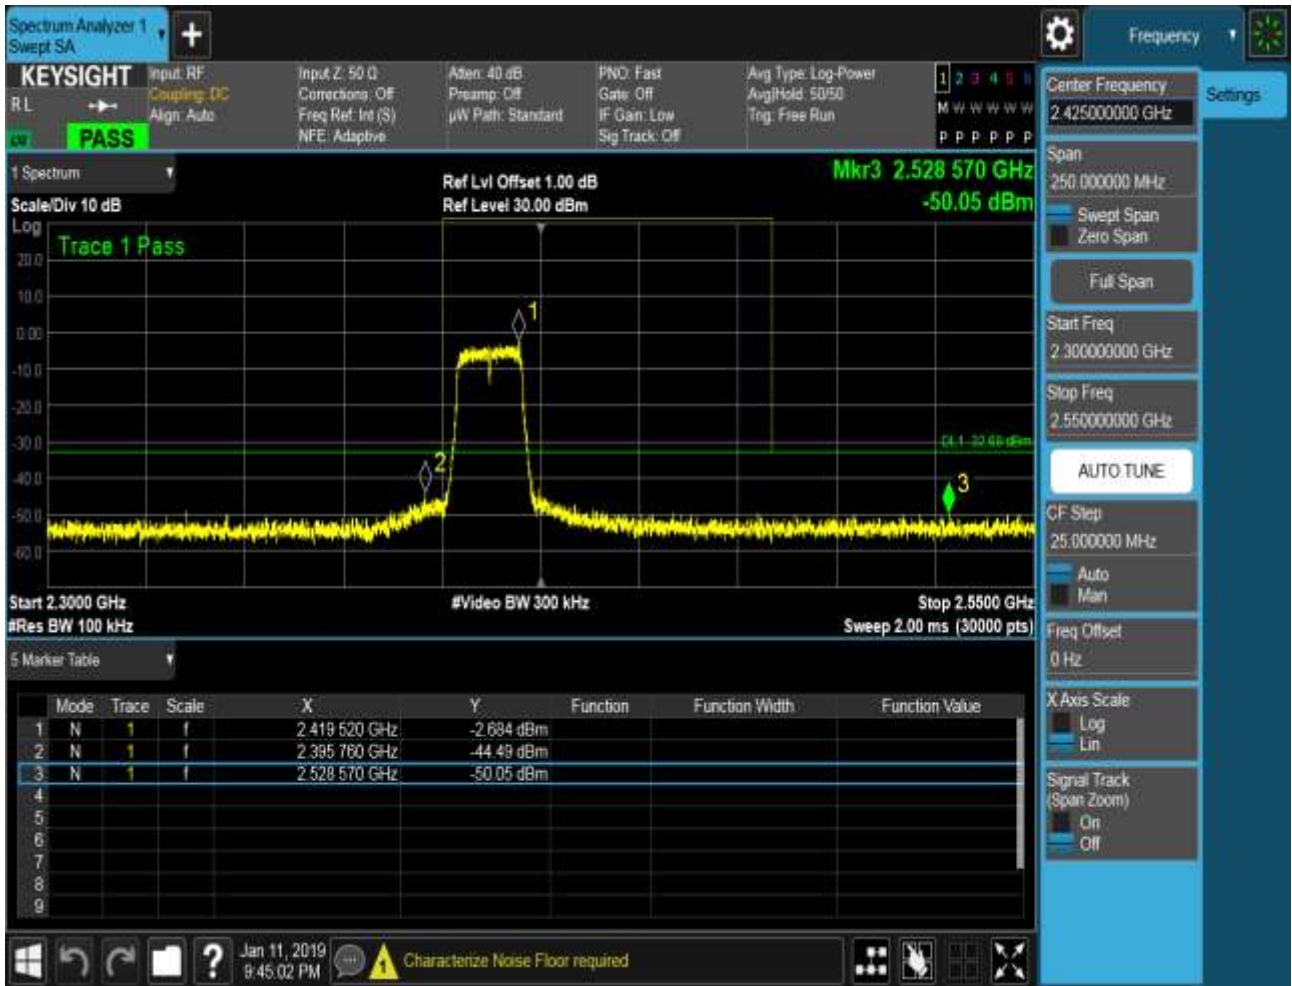 Spectrum Analyzer 1
Swept SA
Frequency
KEYSIGHT
R L
PASS
Input: RF
Coupling: DC
Align: Auto
Input Z: 50 Ω
Corrections: Off
Freq Ref: Int (S)
NFE: Adaptive
Atten: 40 dB
Preamp: Off
µW Path: Standard
PNO: Fast
Gate: Off
IF Gain: Low
Sig Track: Off
Avg Type: Log-Power
Avg|Hold: 50/50
Trig: Free Run
1 2 3 4 5 6
M W W W W W
P P P P P P
1 Spectrum
Scale/Div 10 dB
Ref Lvl Offset 1.00 dB
Ref Level 30.00 dBm
Mkr3 2.528 570 GHz
-50.05 dBm
Log
Trace 1 Pass
20.0
10.0
0.00
-10.0
-20.0
-30.0
-40.0
-50.0
-60.0
1
2
3
DL1 -32.68 dBm
Start 2.3000 GHz
#Video BW 300 kHz
Stop 2.5500 GHz
#Res BW 100 kHz
Sweep 2.00 ms (30000 pts)
5 Marker Table
Mode Trace Scale X Y Function Function Width Function Value
1 N 1 f 2.419 520 GHz -2.684 dBm
2 N 1 f 2.395 760 GHz -44.49 dBm
3 N 1 f 2.528 570 GHz -50.05 dBm
4
5
6
7
8
9
Center Frequency
2.425000000 GHz
Settings
Span
250.000000 MHz
Swept Span
Zero Span
Full Span
Start Freq
2.300000000 GHz
Stop Freq
2.550000000 GHz
AUTO TUNE
CF Step
25.000000 MHz
Auto
Man
Freq Offset
0 Hz
X Axis Scale
Log
Lin
Signal Track
(Span Zoom)
On
Off
?
Jan 11, 2019
9:45:02 PM
1
Characterize Noise Floor required